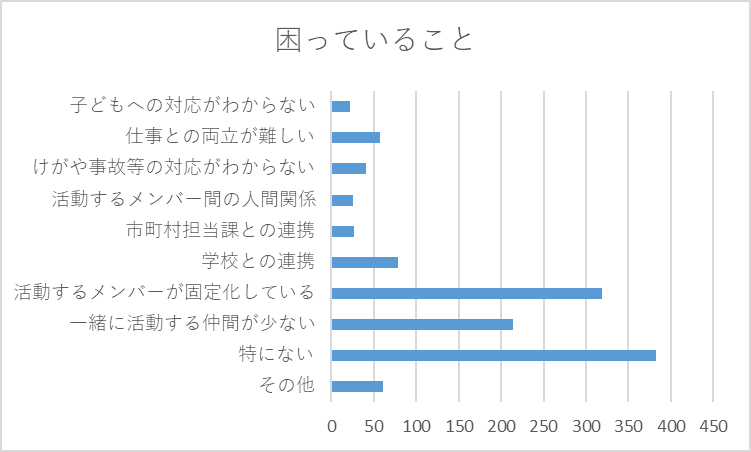 困っていること
子どもへの対応がわからない
仕事との両立が難しい
けがや事故等の対応がわからない
活動するメンバー間の人間関係
市町村担当課との連携
学校との連携
活動するメンバーが固定化している
一緒に活動する仲間が少ない
特にない
その他
0 50 100 150 200 250 300 350 400 450